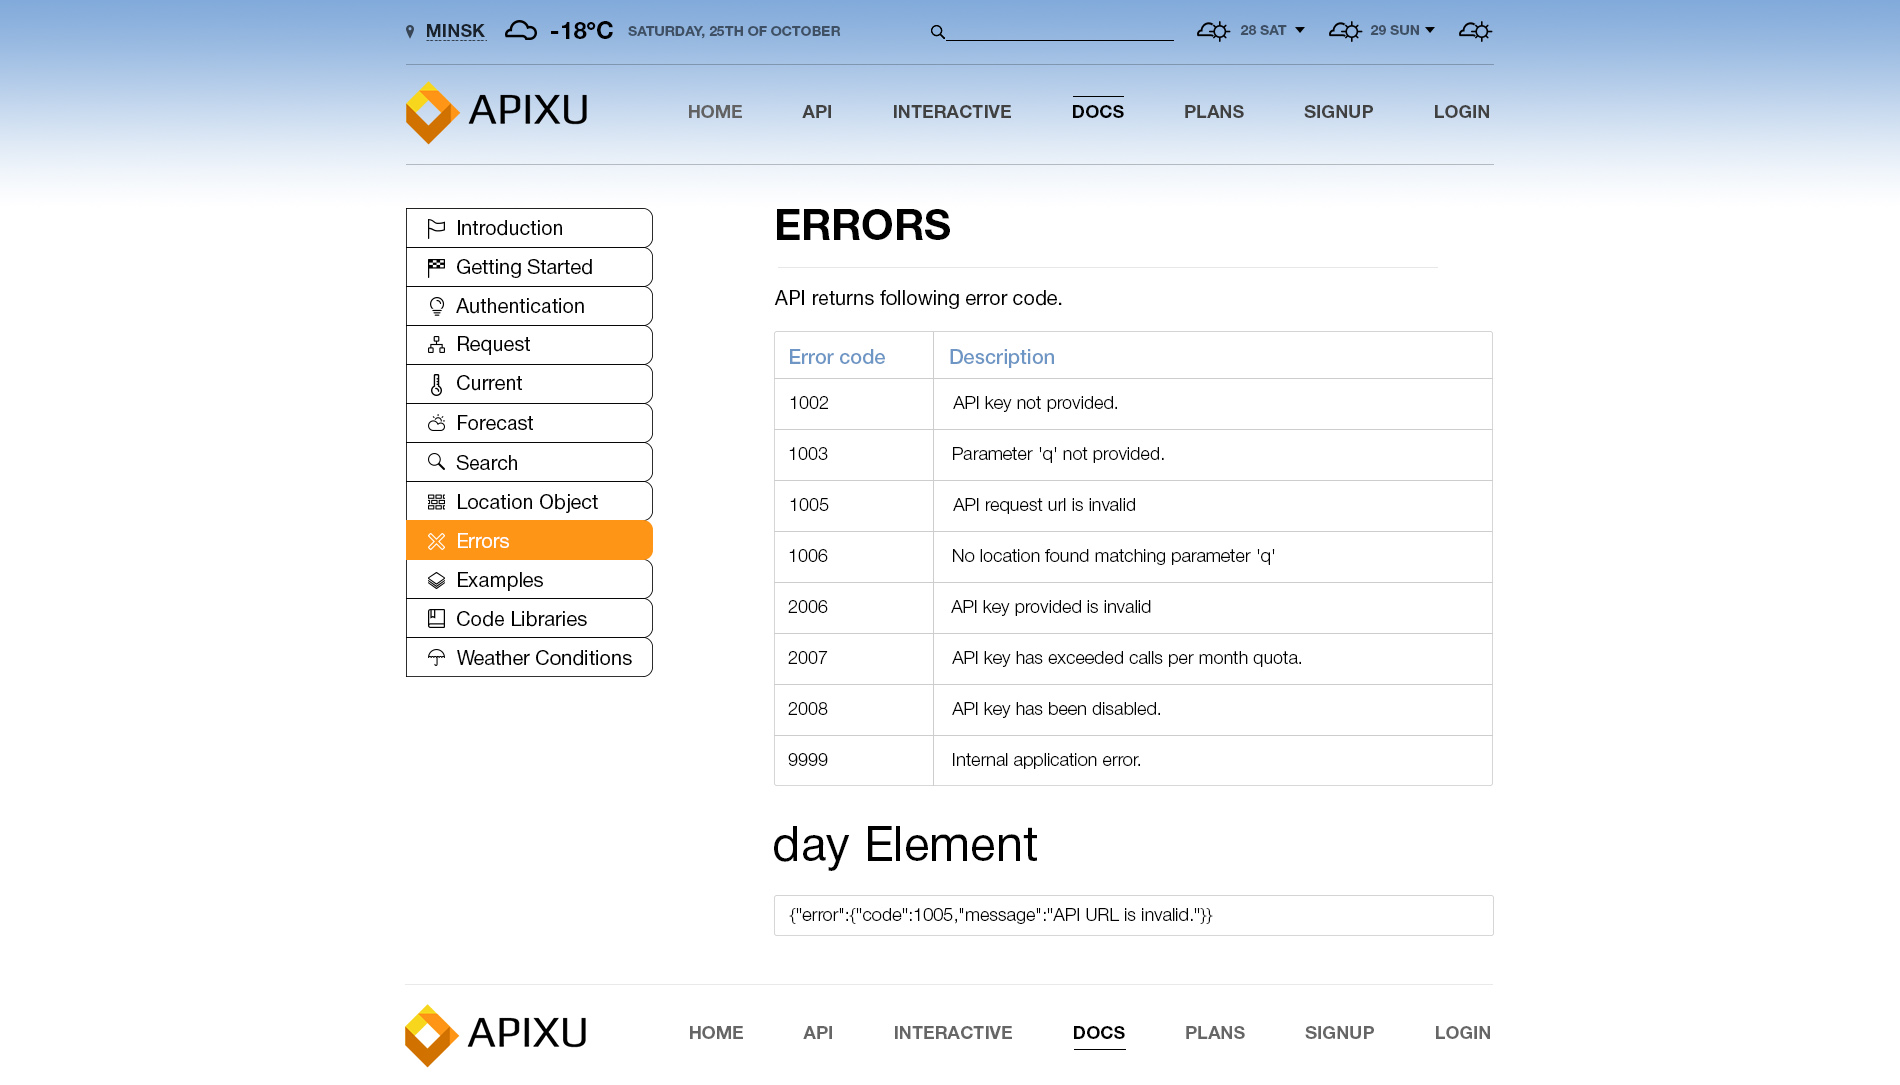 MINSK -18°C SATURDAY, 25TH OF OCTOBER 28 SAT 29 SUN
APIXU HOME API INTERACTIVE DOCS PLANS SIGNUP LOGIN
Introduction
Getting Started
Authentication
Request
Current
Forecast
Search
Location Object
Errors
Examples
Code Libraries
Weather Conditions
ERRORS
API returns following error code.
Error code Description
1002 API key not provided.
1003 Parameter 'q' not provided.
1005 API request url is invalid
1006 No location found matching parameter 'q'
2006 API key provided is invalid
2007 API key has exceeded calls per month quota.
2008 API key has been disabled.
9999 Internal application error.
day Element
{"error":{"code":1005,"message":"API URL is invalid."}}
APIXU HOME API INTERACTIVE DOCS PLANS SIGNUP LOGIN